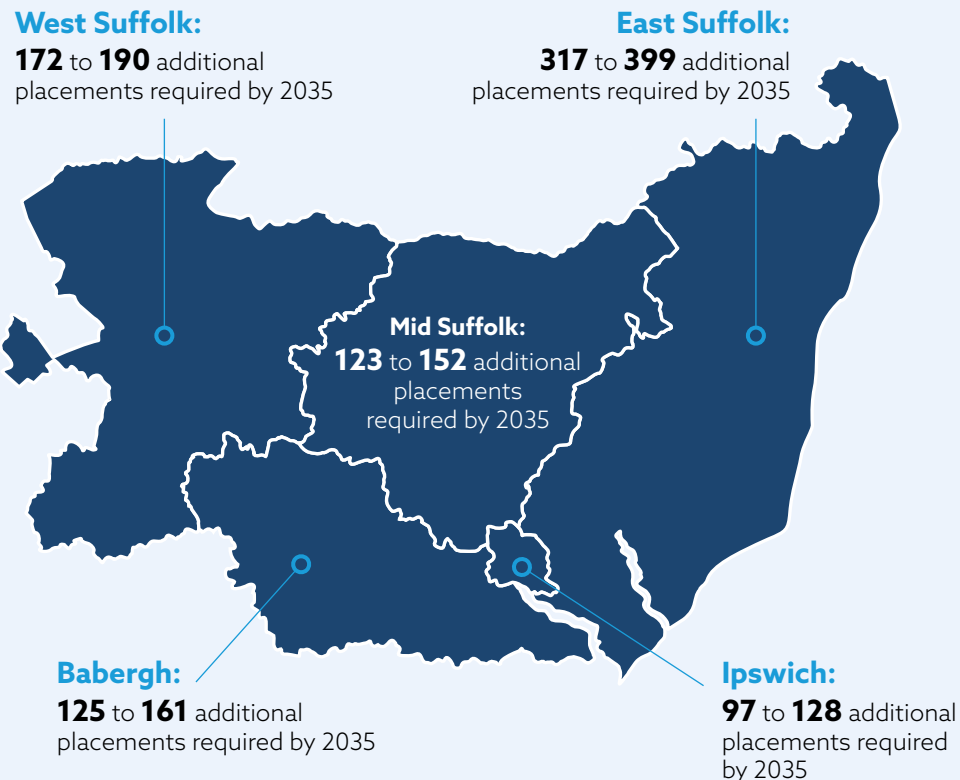 West Suffolk:
172 to 190 additional
placements required by 2035
East Suffolk:
317 to 399 additional
placements required by 2035
Mid Suffolk:
123 to 152 additional
placements
required by 2035
Babergh:
125 to 161 additional
placements required by 2035
Ipswich:
97 to 128 additional
placements required
by 2035